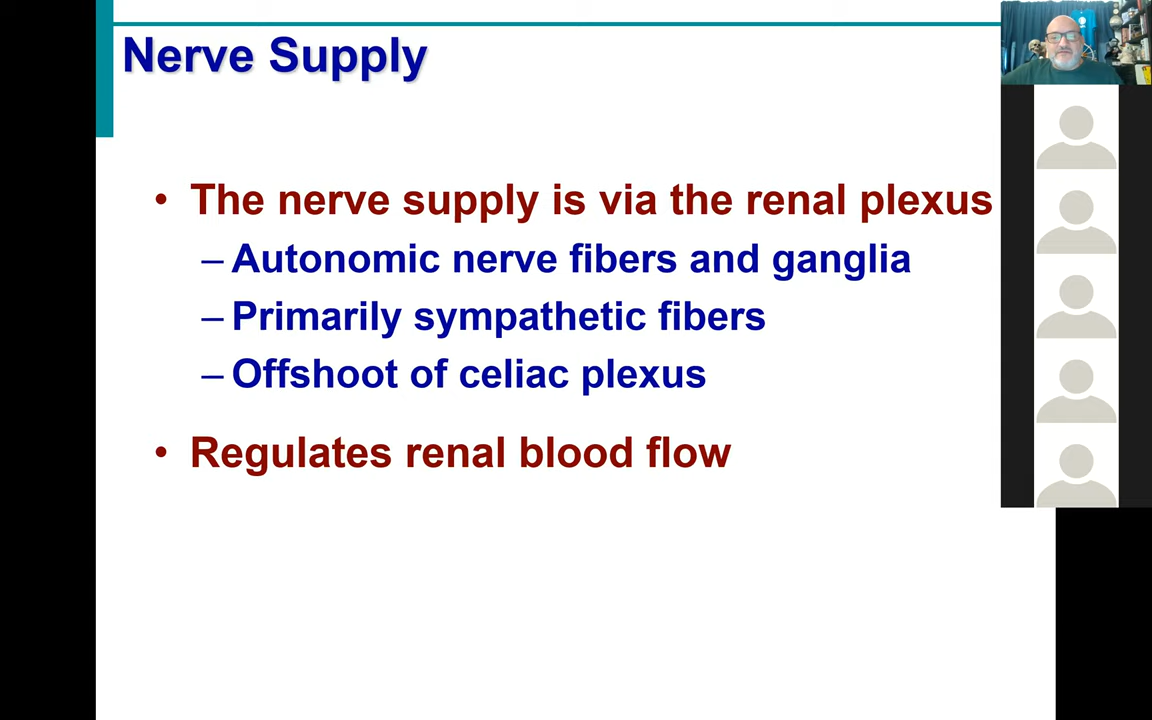 Nerve Supply
• The nerve supply is via the renal plexus
– Autonomic nerve fibers and ganglia
– Primarily sympathetic fibers
– Offshoot of celiac plexus
• Regulates renal blood flow